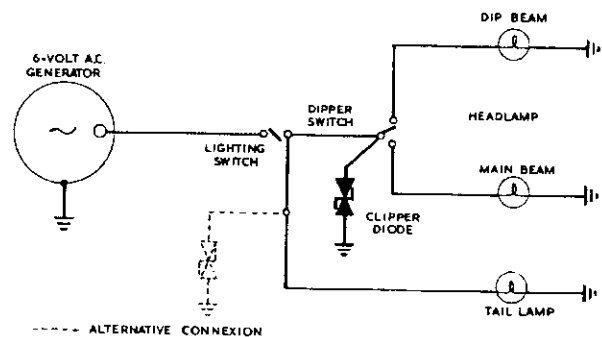 DIP BEAM
6-VOLT A.C.
GENERATOR
DIPPER
SWITCH
HEADLAMP
LIGHTING
SWITCH
MAIN BEAM
CLIPPER
DIODE
TAIL LAMP
ALTERNATIVE CONNEXION